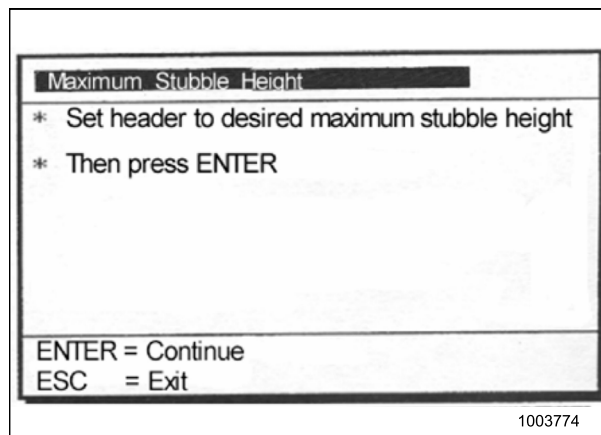 Maximum Stubble Height
* Set header to desired maximum stubble height
* Then press ENTER
ENTER = Continue
ESC = Exit
1003774